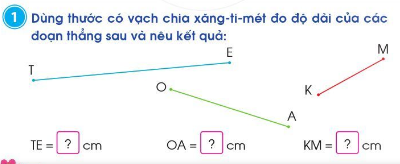 1 Dùng thước có vạch chia xăng-ti-mét đo độ dài của các
đoạn thẳng sau và nêu kết quả:
T
E
O
A
K
M
TE = ? cm OA = ? cm KM = ? cm